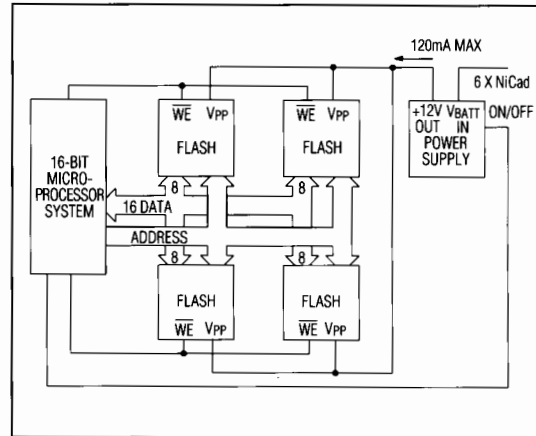 120mA MAX
6 X NiCad
WE VPP
FLASH
WE VPP
FLASH
+12V VBATT ON/OFF
OUT IN
POWER
SUPPLY
16-BIT
MICRO-
PROCESSOR
SYSTEM
8
8
16 DATA
ADDRESS
8
8
FLASH
WE VPP
FLASH
WE VPP